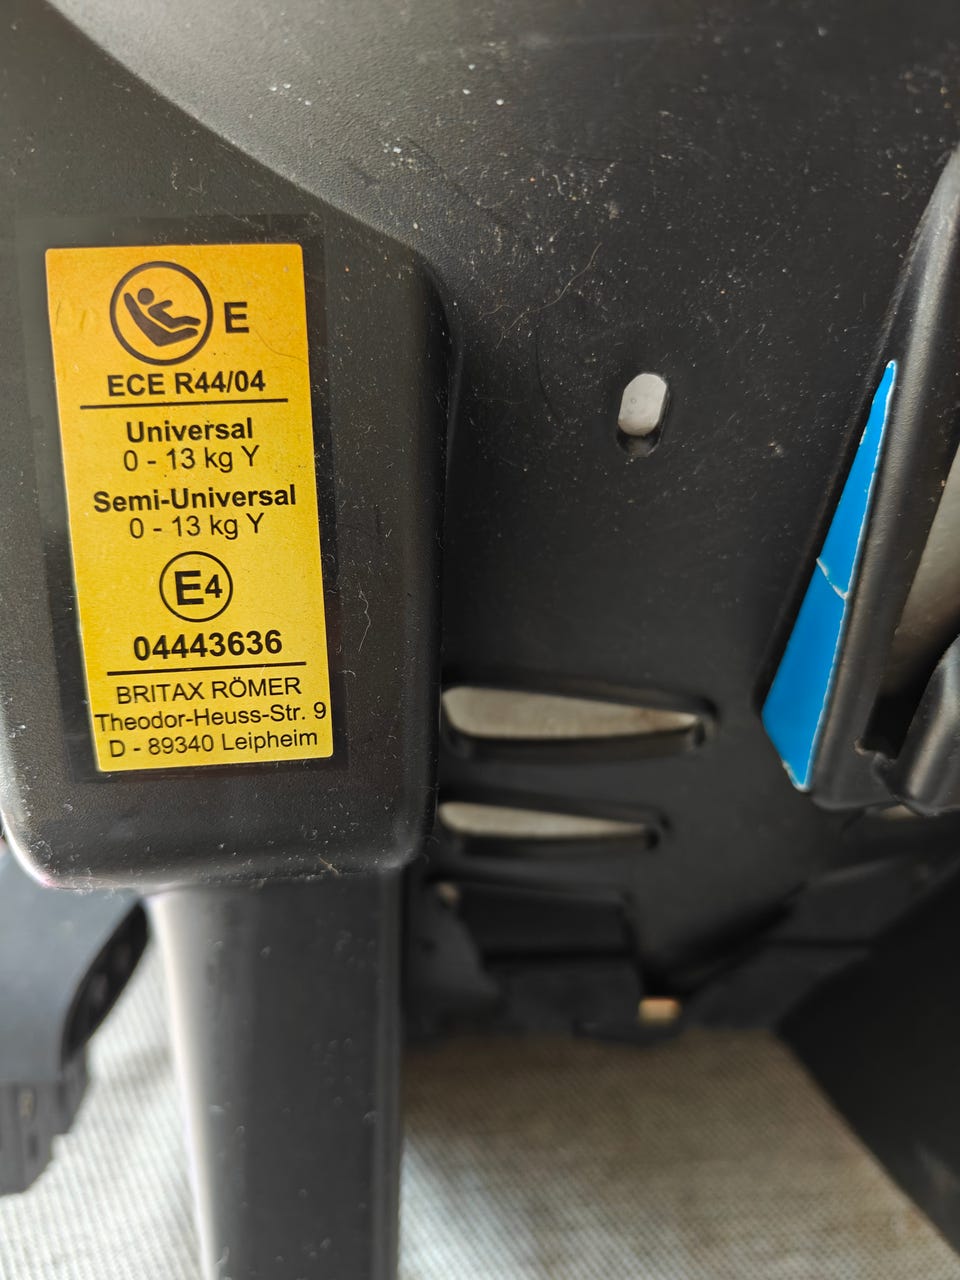 E
ECE R44/04
Universal
0 - 13 kg Y
Semi-Universal
0 - 13 kg Y
E4
04443636
BRITAX RÖMER
Theodor-Heuss-Str. 9
D - 89340 Leipheim